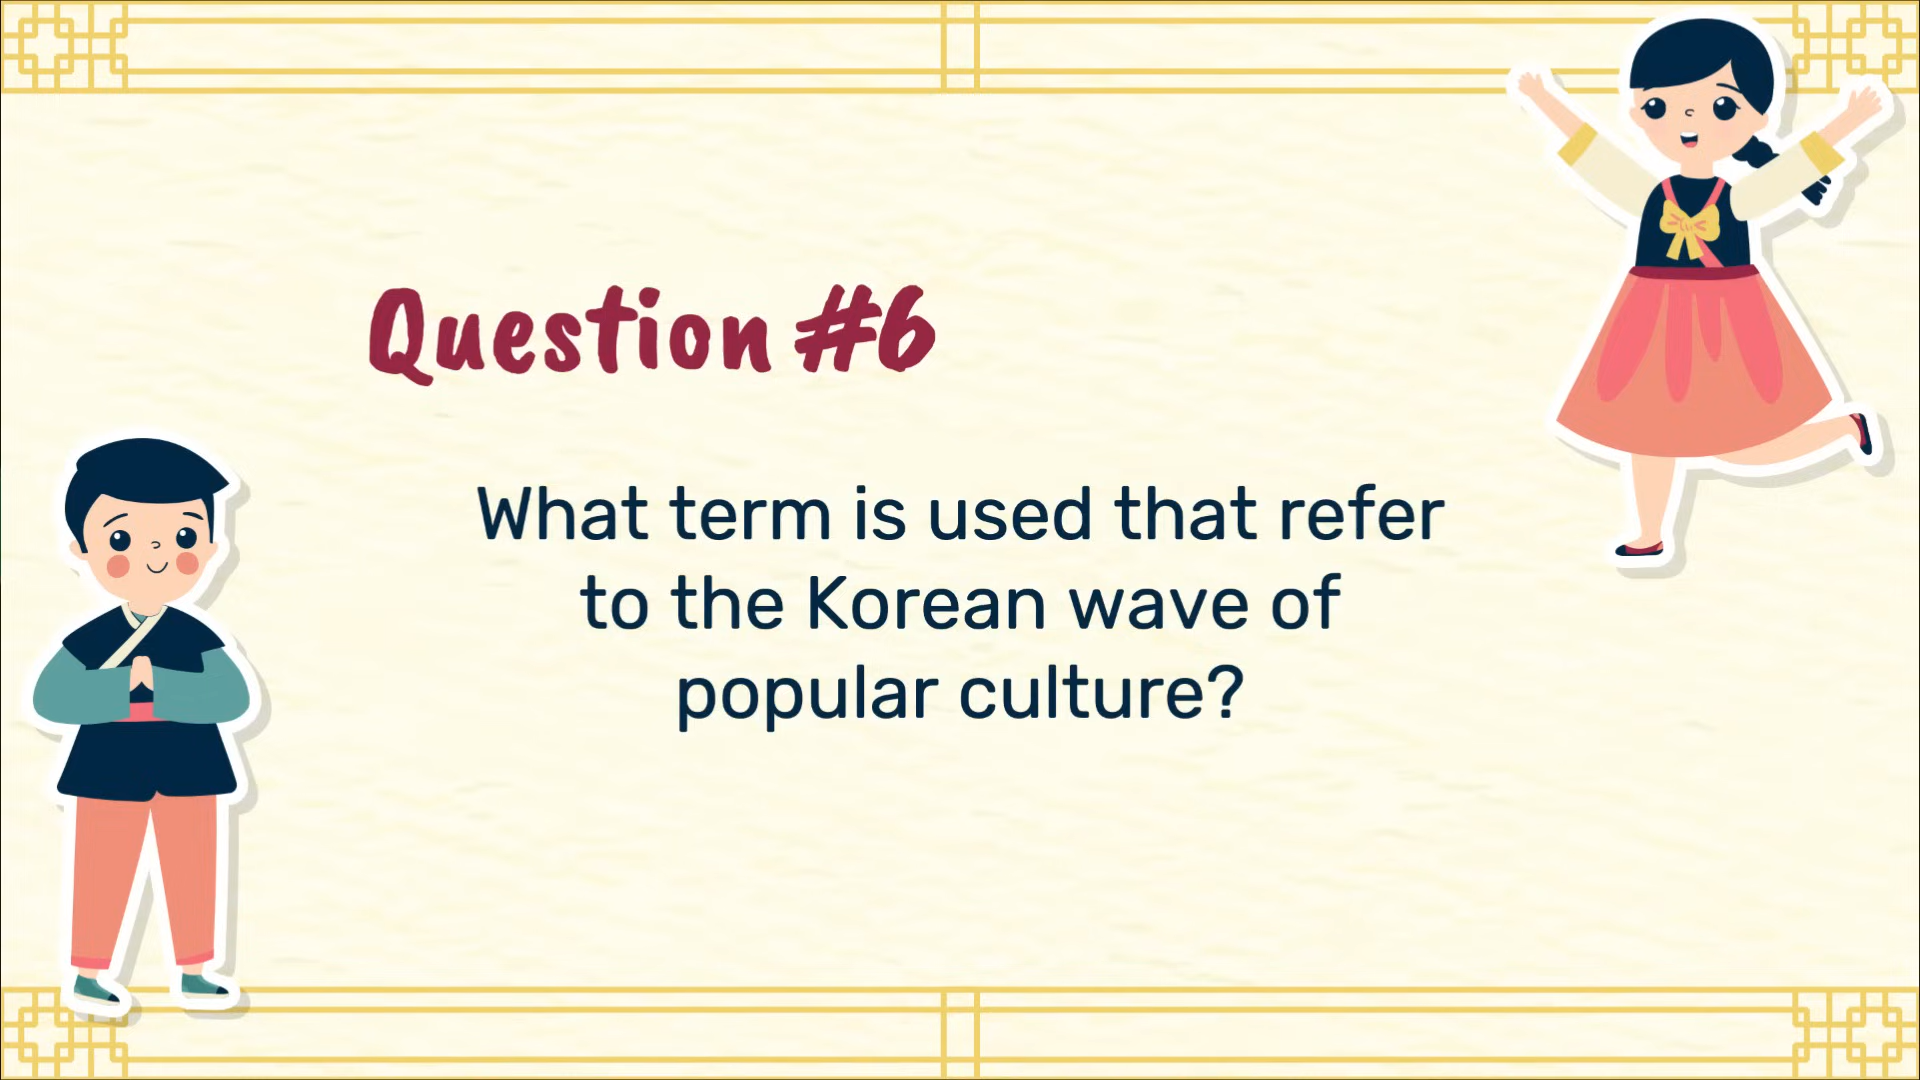 Question #6
What term is used that refer
to the Korean wave of
popular culture?